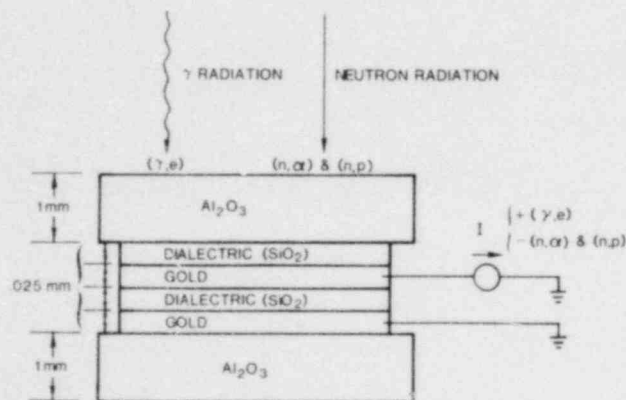 γ RADIATION
NEUTRON RADIATION
(γ,e)
(n,α) & (n,p)
1mm
Al₂O₃
I
+ (γ,e)
- (n,α) & (n,p)
DIALECTRIC (SiO₂)
GOLD
025 mm
DIALECTRIC (SiO₂)
GOLD
1mm
Al₂O₃